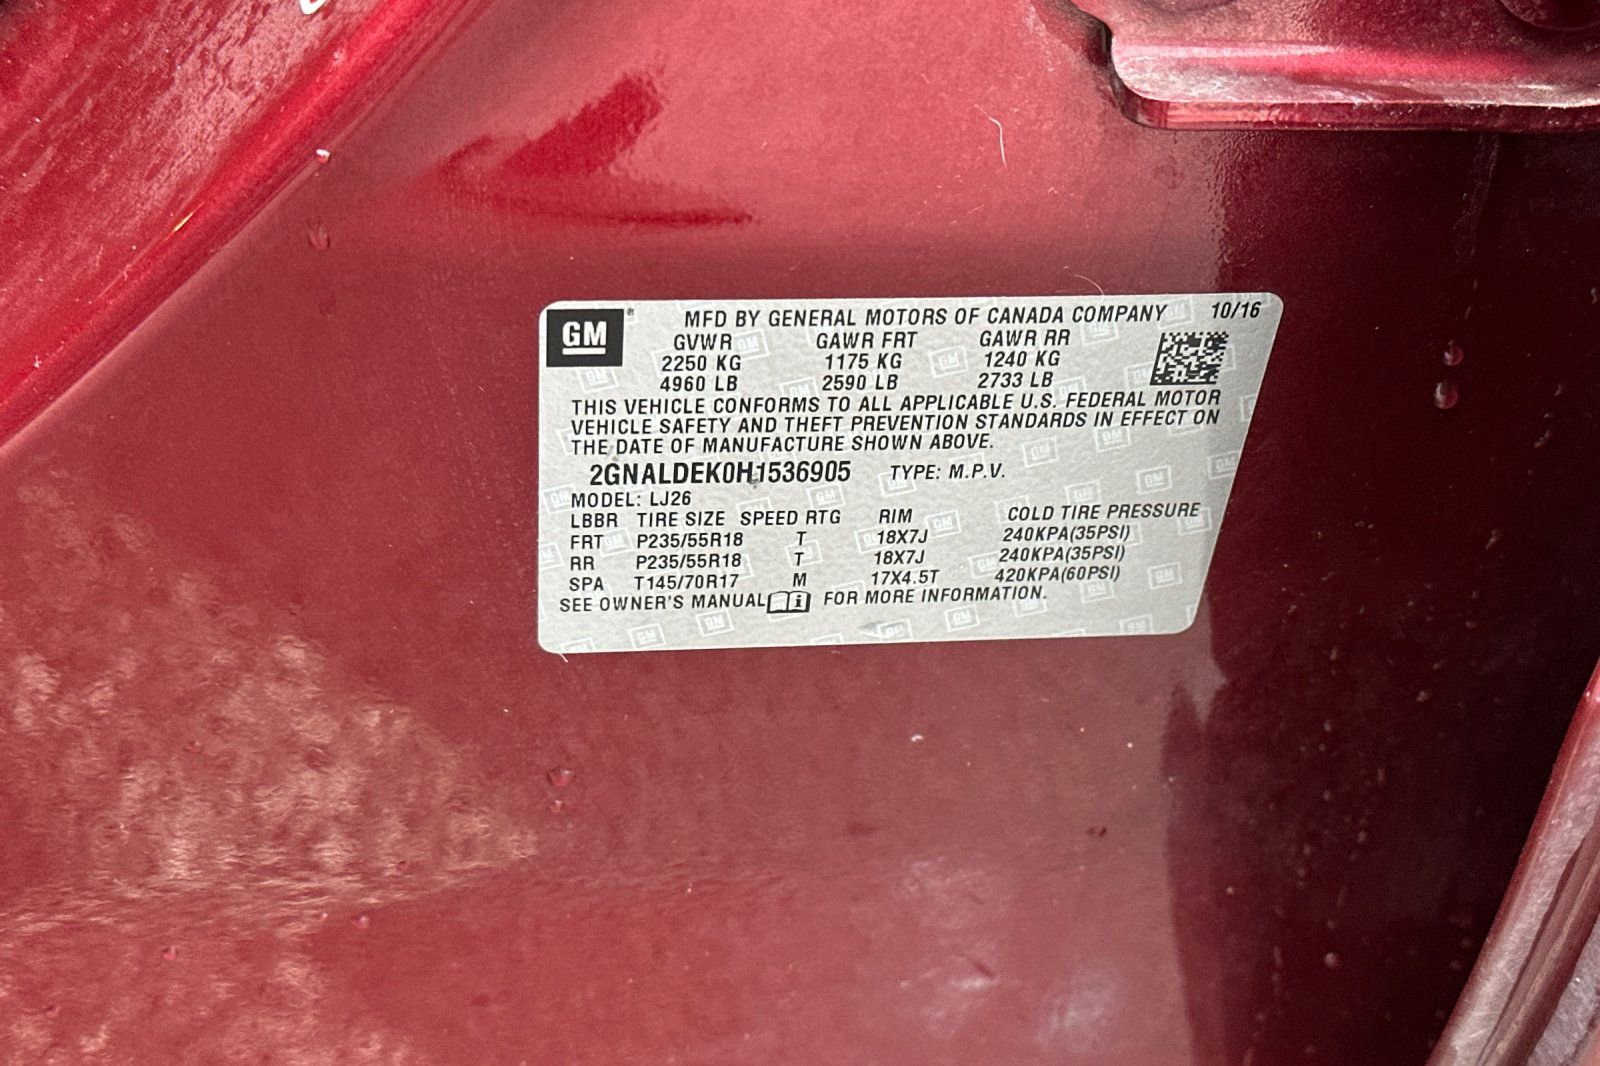 GM MFD BY GENERAL MOTORS OF CANADA COMPANY 10/16
GVWR GAWR FRT GAWR RR
2250 KG 1175 KG 1240 KG
4960 LB 2590 LB 2733 LB
THIS VEHICLE CONFORMS TO ALL APPLICABLE U.S. FEDERAL MOTOR
VEHICLE SAFETY AND THEFT PREVENTION STANDARDS IN EFFECT ON
THE DATE OF MANUFACTURE SHOWN ABOVE.
2GNALDEK0H1536905 TYPE: M.P.V.
MODEL: LJ26
LBBR TIRE SIZE SPEED RTG RIM COLD TIRE PRESSURE
FRT P235/55R18 T 18X7J 240KPA(35PSI)
RR P235/55R18 T 18X7J 240KPA(35PSI)
SPA T145/70R17 M 17X4.5T 420KPA(60PSI)
SEE OWNER'S MANUAL i FOR MORE INFORMATION.